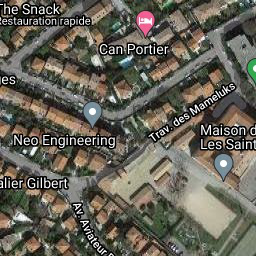 The Snack
Restauration rapide
Can Portier
Trav. des Mameluks
Neo Engineering
Maison d
Les Saint
alier Gilbert
Av. Aviateur